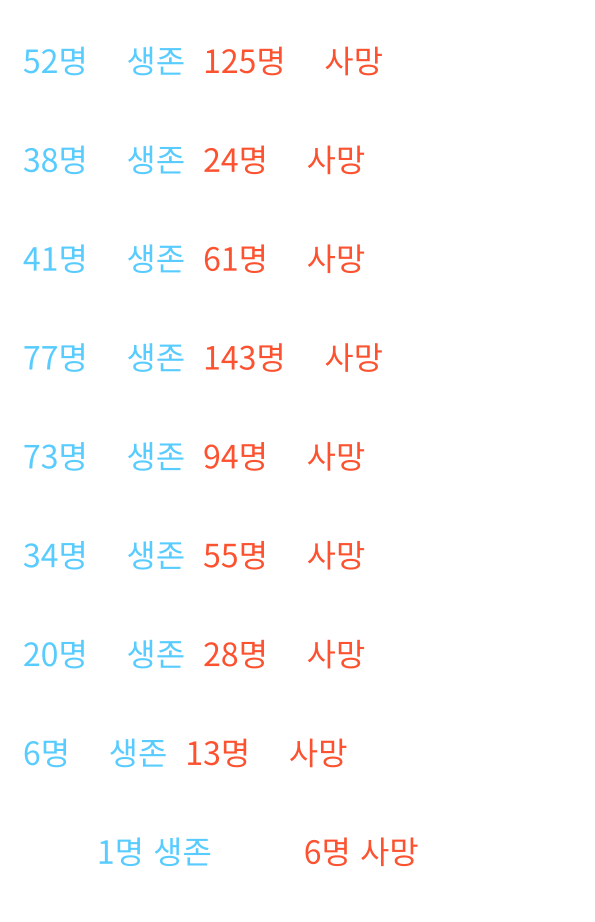 52명 생존 125명 사망
38명 생존 24명 사망
41명 생존 61명 사망
77명 생존 143명 사망
73명 생존 94명 사망
34명 생존 55명 사망
20명 생존 28명 사망
6명 생존 13명 사망
1명 생존 6명 사망